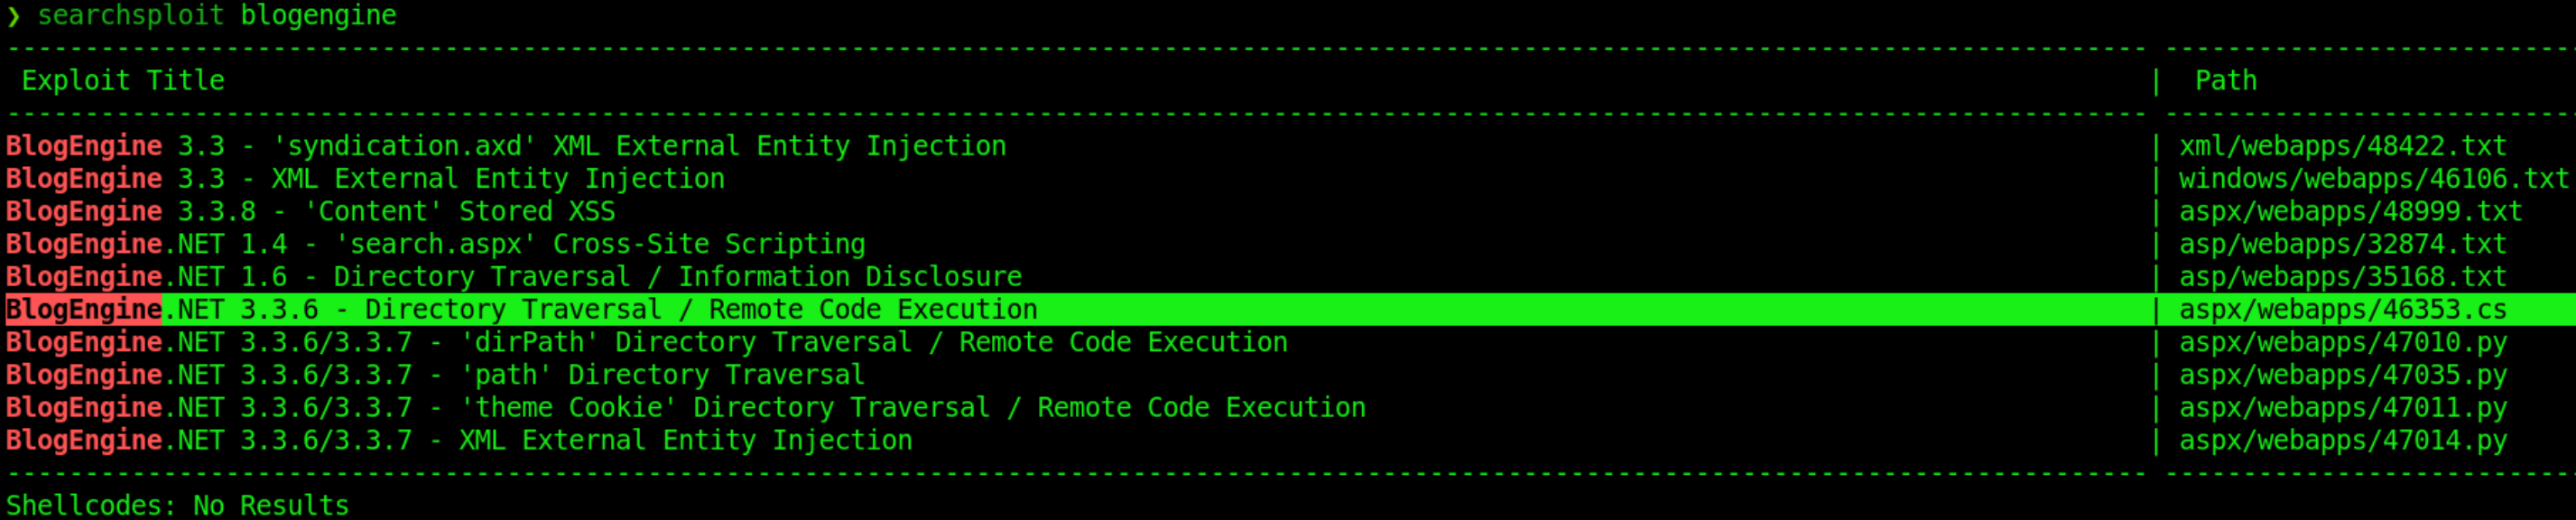 ❯ searchsploit blogengine
Exploit Title | Path
BlogEngine 3.3 - 'syndication.axd' XML External Entity Injection | xml/webapps/48422.txt
BlogEngine 3.3 - XML External Entity Injection | windows/webapps/46106.txt
BlogEngine 3.3.8 - 'Content' Stored XSS | aspx/webapps/48999.txt
BlogEngine.NET 1.4 - 'search.aspx' Cross-Site Scripting | asp/webapps/32874.txt
BlogEngine.NET 1.6 - Directory Traversal / Information Disclosure | asp/webapps/35168.txt
BlogEngine.NET 3.3.6 - Directory Traversal / Remote Code Execution | aspx/webapps/46353.cs
BlogEngine.NET 3.3.6/3.3.7 - 'dirPath' Directory Traversal / Remote Code Execution | aspx/webapps/47010.py
BlogEngine.NET 3.3.6/3.3.7 - 'path' Directory Traversal | aspx/webapps/47035.py
BlogEngine.NET 3.3.6/3.3.7 - 'theme Cookie' Directory Traversal / Remote Code Execution | aspx/webapps/47011.py
BlogEngine.NET 3.3.6/3.3.7 - XML External Entity Injection | aspx/webapps/47014.py
Shellcodes: No Results